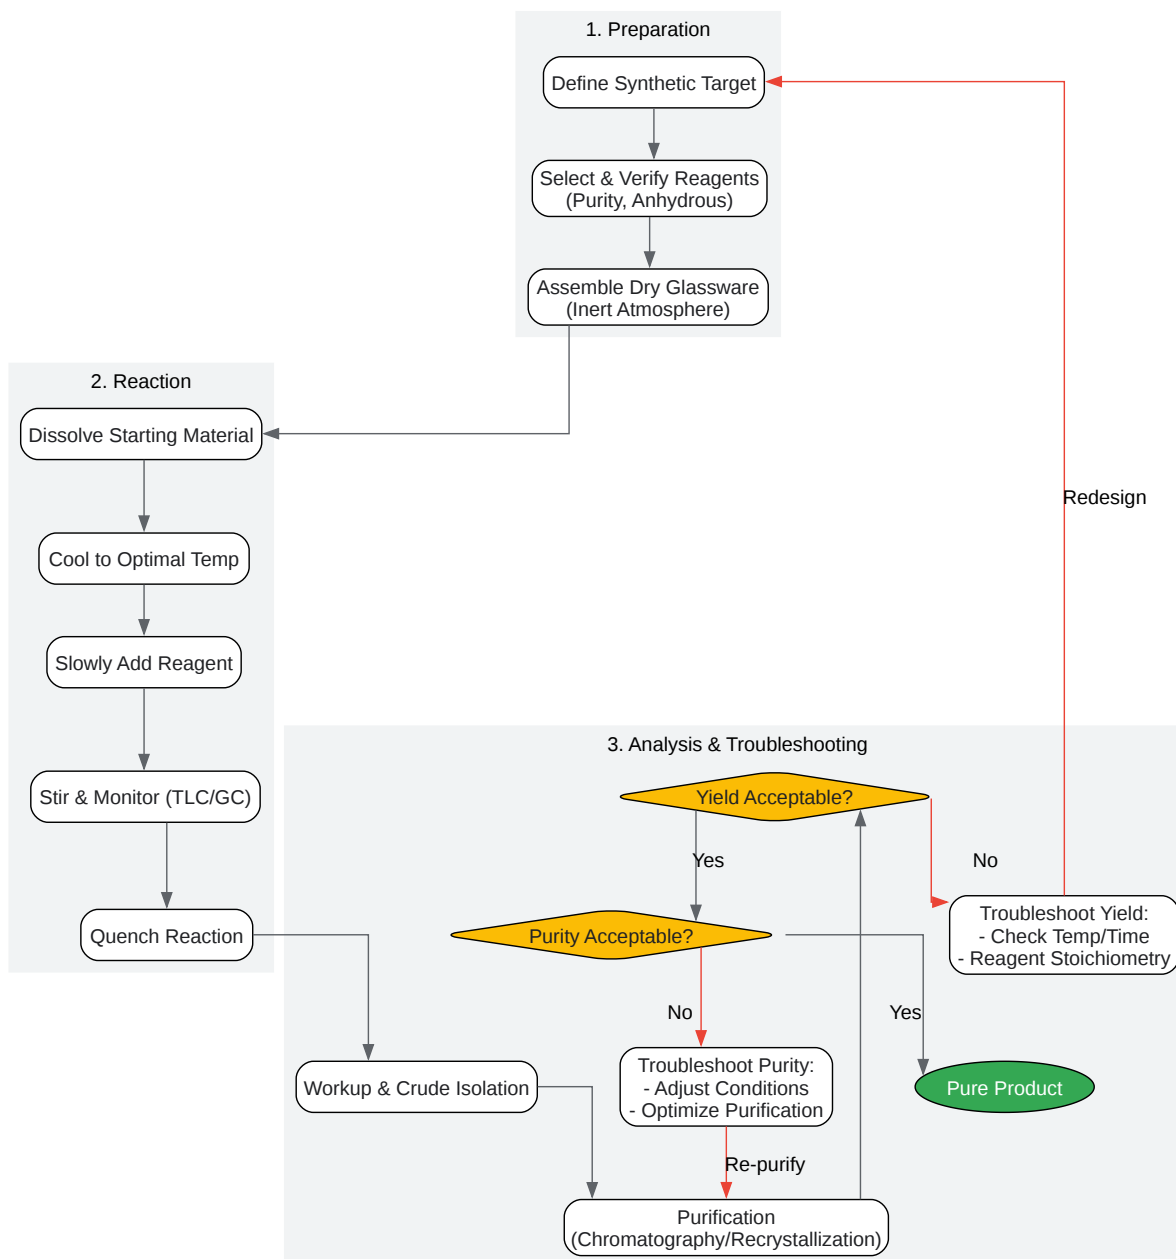 1. Preparation
Define Synthetic Target
Select & Verify Reagents
(Purity, Anhydrous)
Assemble Dry Glassware
(Inert Atmosphere)
2. Reaction
Dissolve Starting Material
Cool to Optimal Temp
Slowly Add Reagent
Stir & Monitor (TLC/GC)
Quench Reaction
Redesign
3. Analysis & Troubleshooting
Yield Acceptable?
Yes
No
Purity Acceptable?
Troubleshoot Yield:
- Check Temp/Time
- Reagent Stoichiometry
No
Yes
Workup & Crude Isolation
Troubleshoot Purity:
- Adjust Conditions
- Optimize Purification
Pure Product
Re-purify
Purification
(Chromatography/Recrystallization)